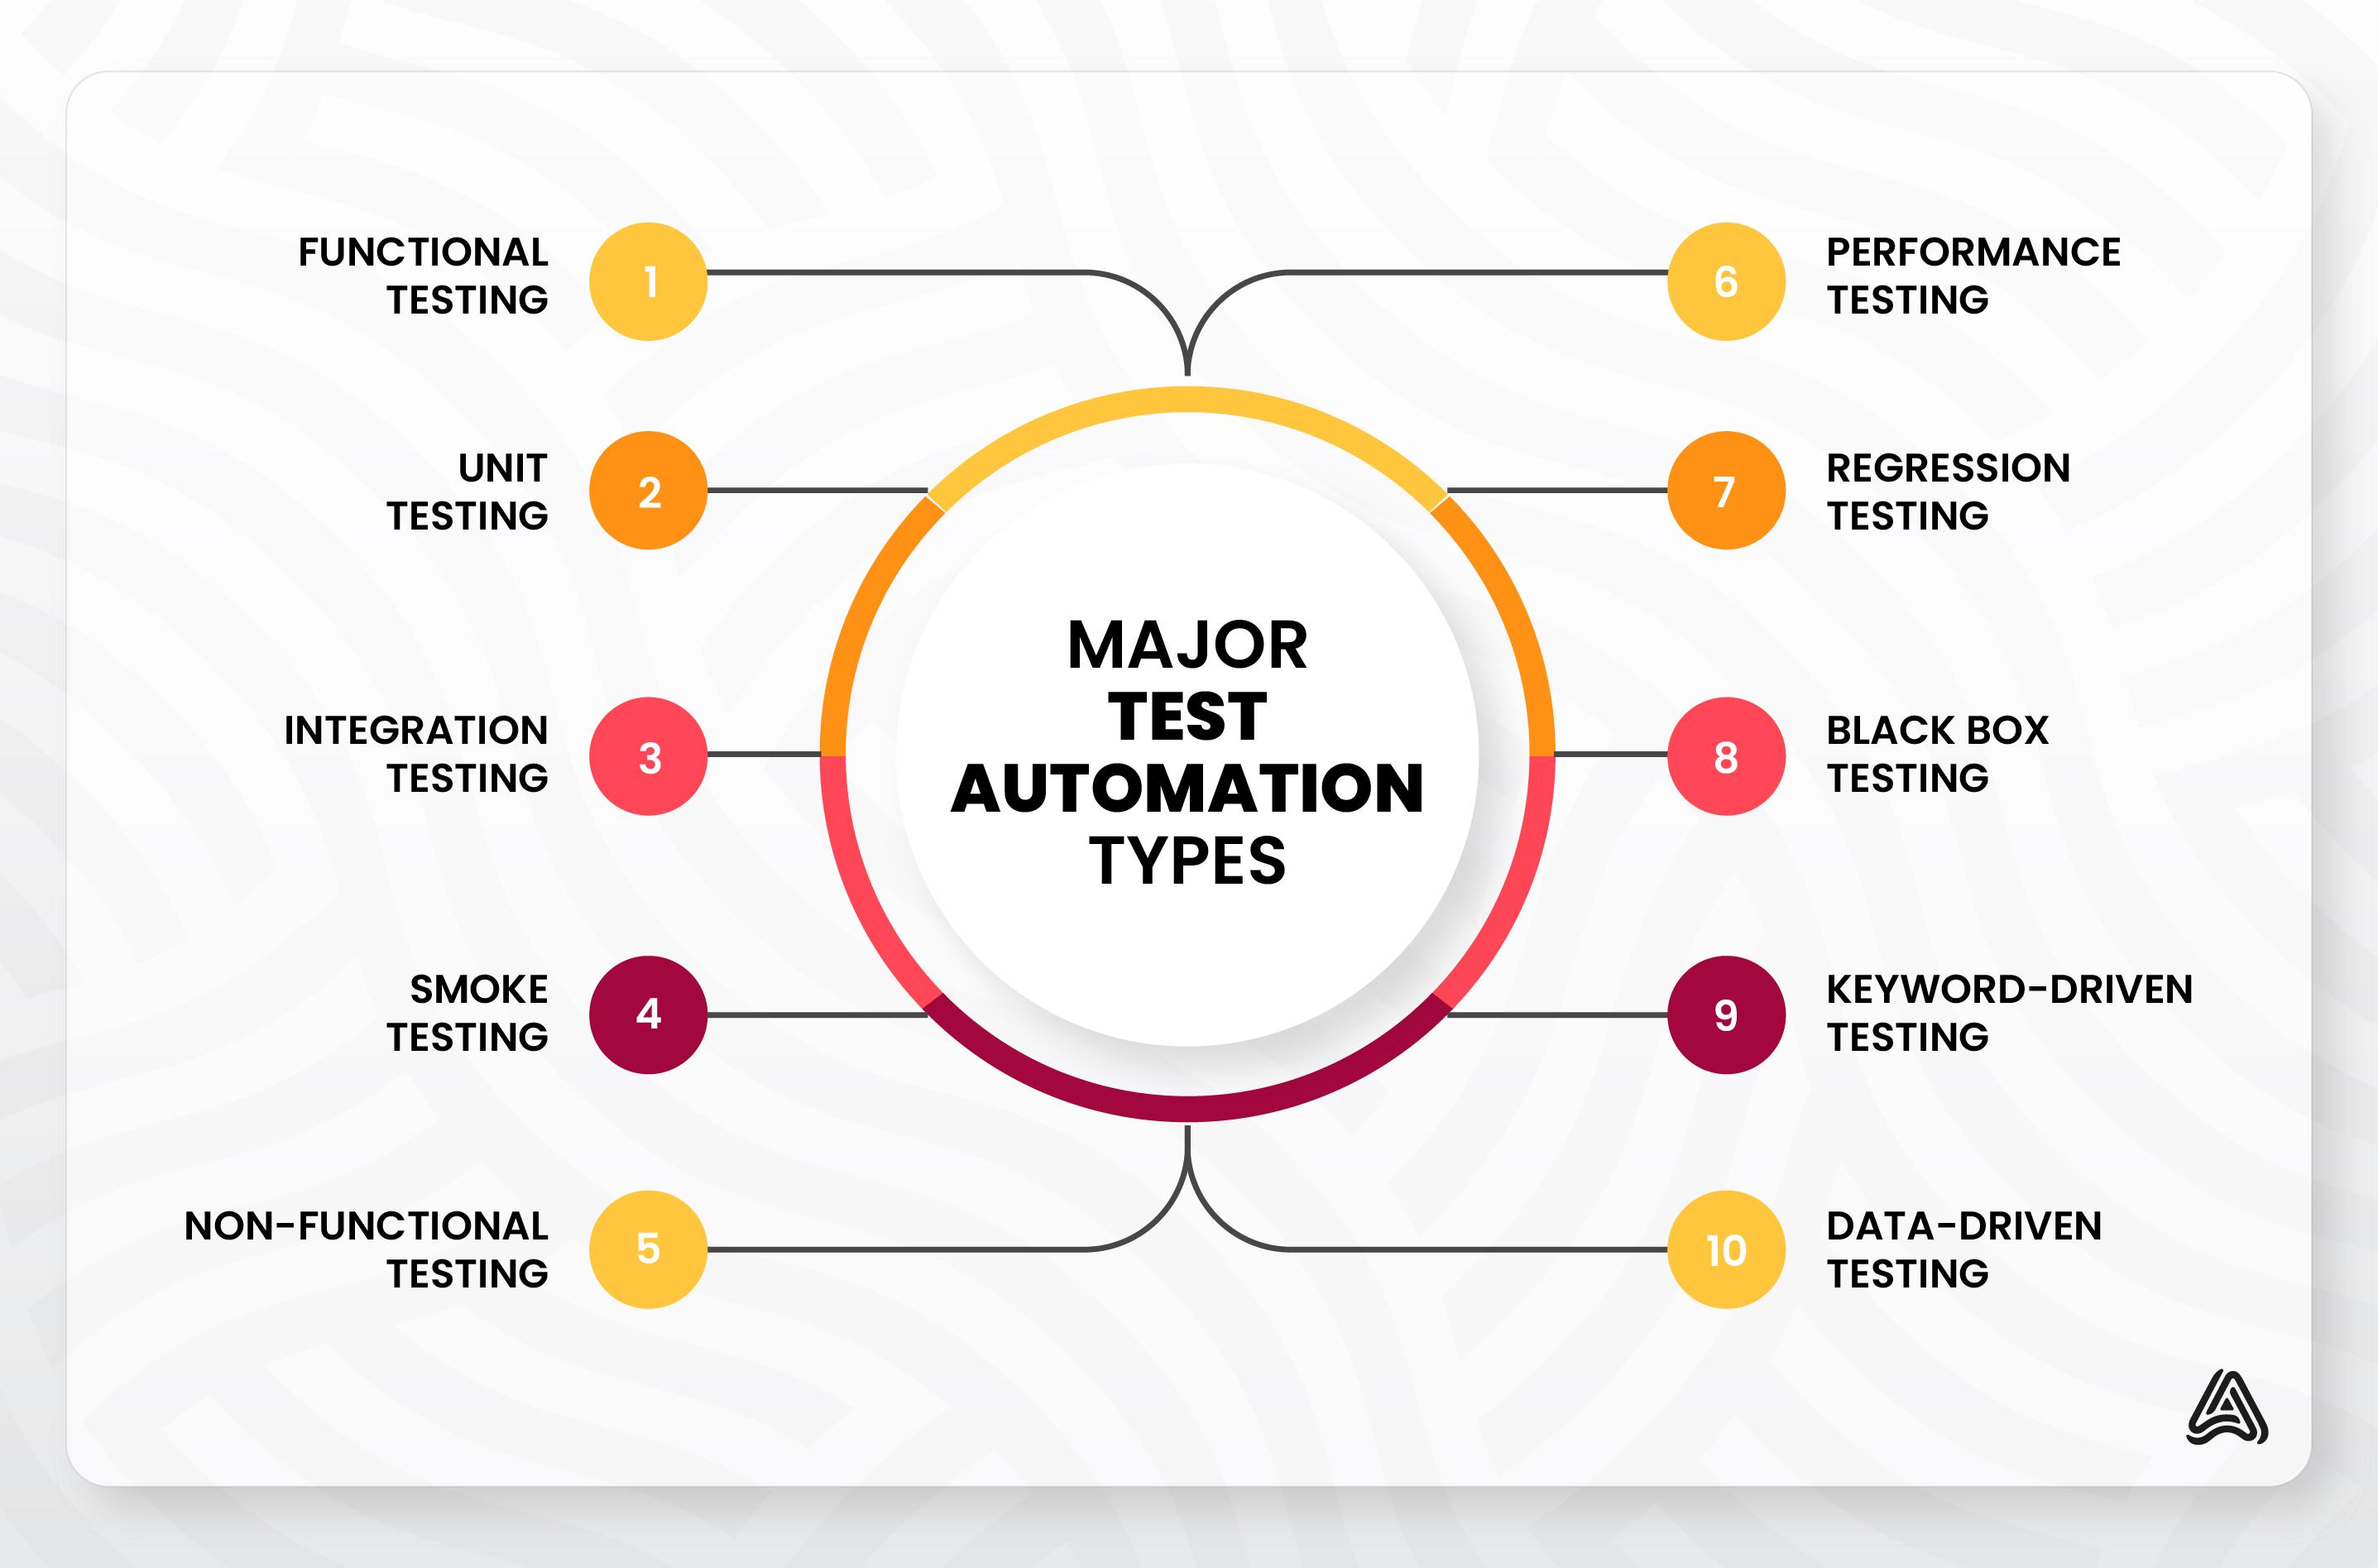 MAJOR
TEST
AUTOMATION
TYPES
FUNCTIONAL
TESTING
1
UNIT
TESTING
2
INTEGRATION
TESTING
3
SMOKE
TESTING
4
NON-FUNCTIONAL
TESTING
5
6
PERFORMANCE
TESTING
7
REGRESSION
TESTING
8
BLACK BOX
TESTING
9
KEYWORD-DRIVEN
TESTING
10
DATA-DRIVEN
TESTING